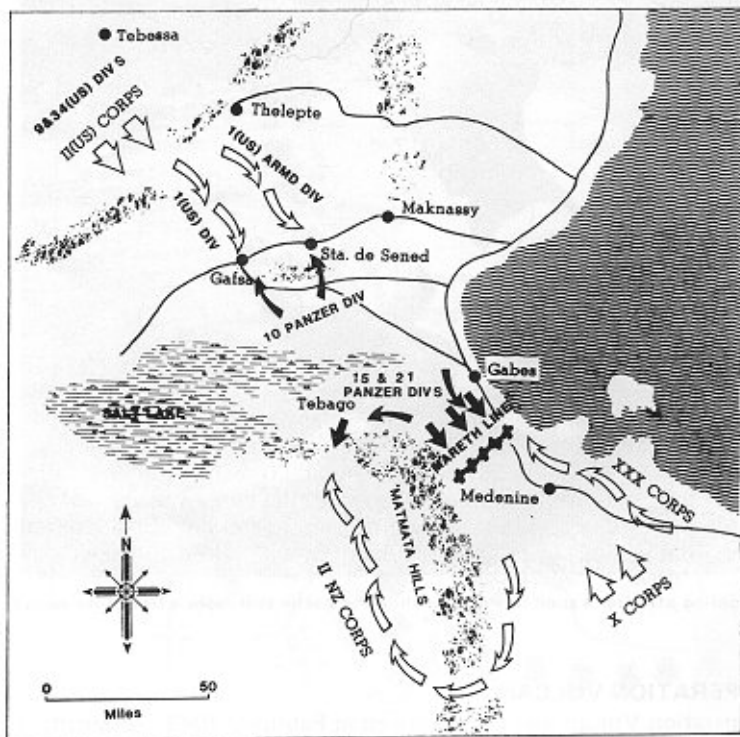 Tebessa
9&34(US) DIVS
II(US) CORPS
Thelepte
1(US) ARMD DIV
1(US) DIV
Maknassy
Sta. de Sened
Gafsa
10 PANZER DIV
Gabes
15 & 21
PANZER DIVS
SALT LAKE
Tebago
MARETH LINE
XXX CORPS
Medenine
MATMATA HILLS
II NZ CORPS
X CORPS
N
0 50
Miles
PERATION VULCAN